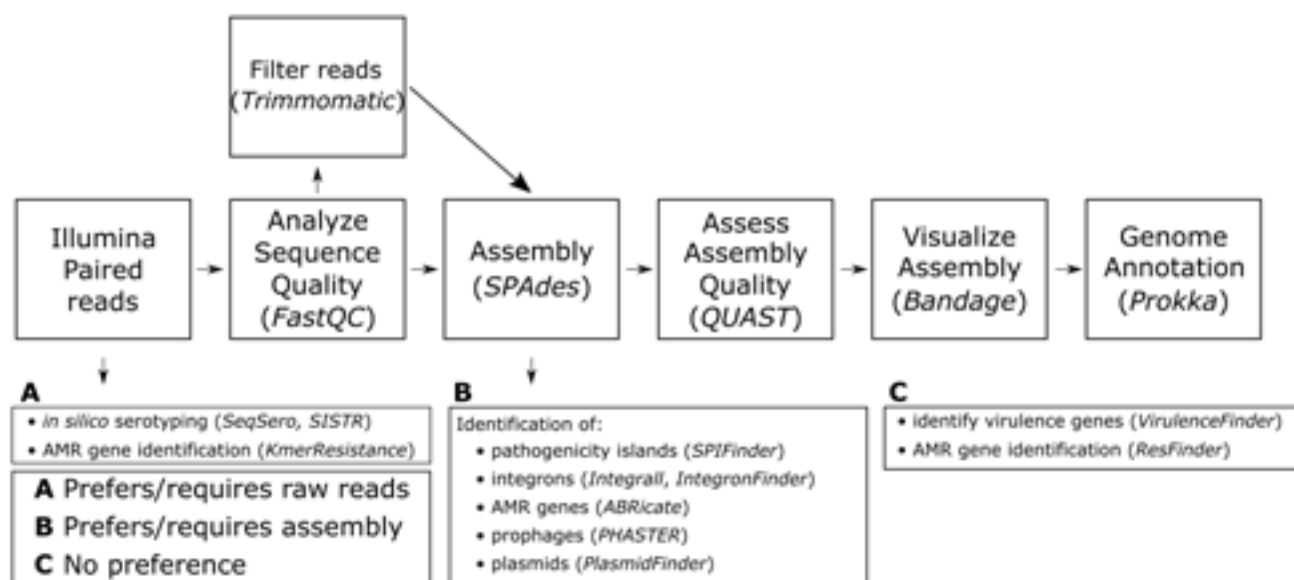 Filter reads
(Trimmomatic)
Illumina
Paired
reads
Analyze
Sequence
Quality
(FastQC)
Assembly
(SPAdes)
Assess
Assembly
Quality
(QUAST)
Visualize
Assembly
(Bandage)
Genome
Annotation
(Prokka)
A
• in silico serotyping (SeqSero, SISTR)
• AMR gene identification (KmerResistance)
A Prefers/requires raw reads
B Prefers/requires assembly
C No preference
B
Identification of:
• pathogenicity islands (SPIFinder)
• integrons (Integrall, IntegronFinder)
• AMR genes (ABRicate)
• prophages (PHASTER)
• plasmids (PlasmidFinder)
C
• identify virulence genes (VirulenceFinder)
• AMR gene identification (ResFinder)